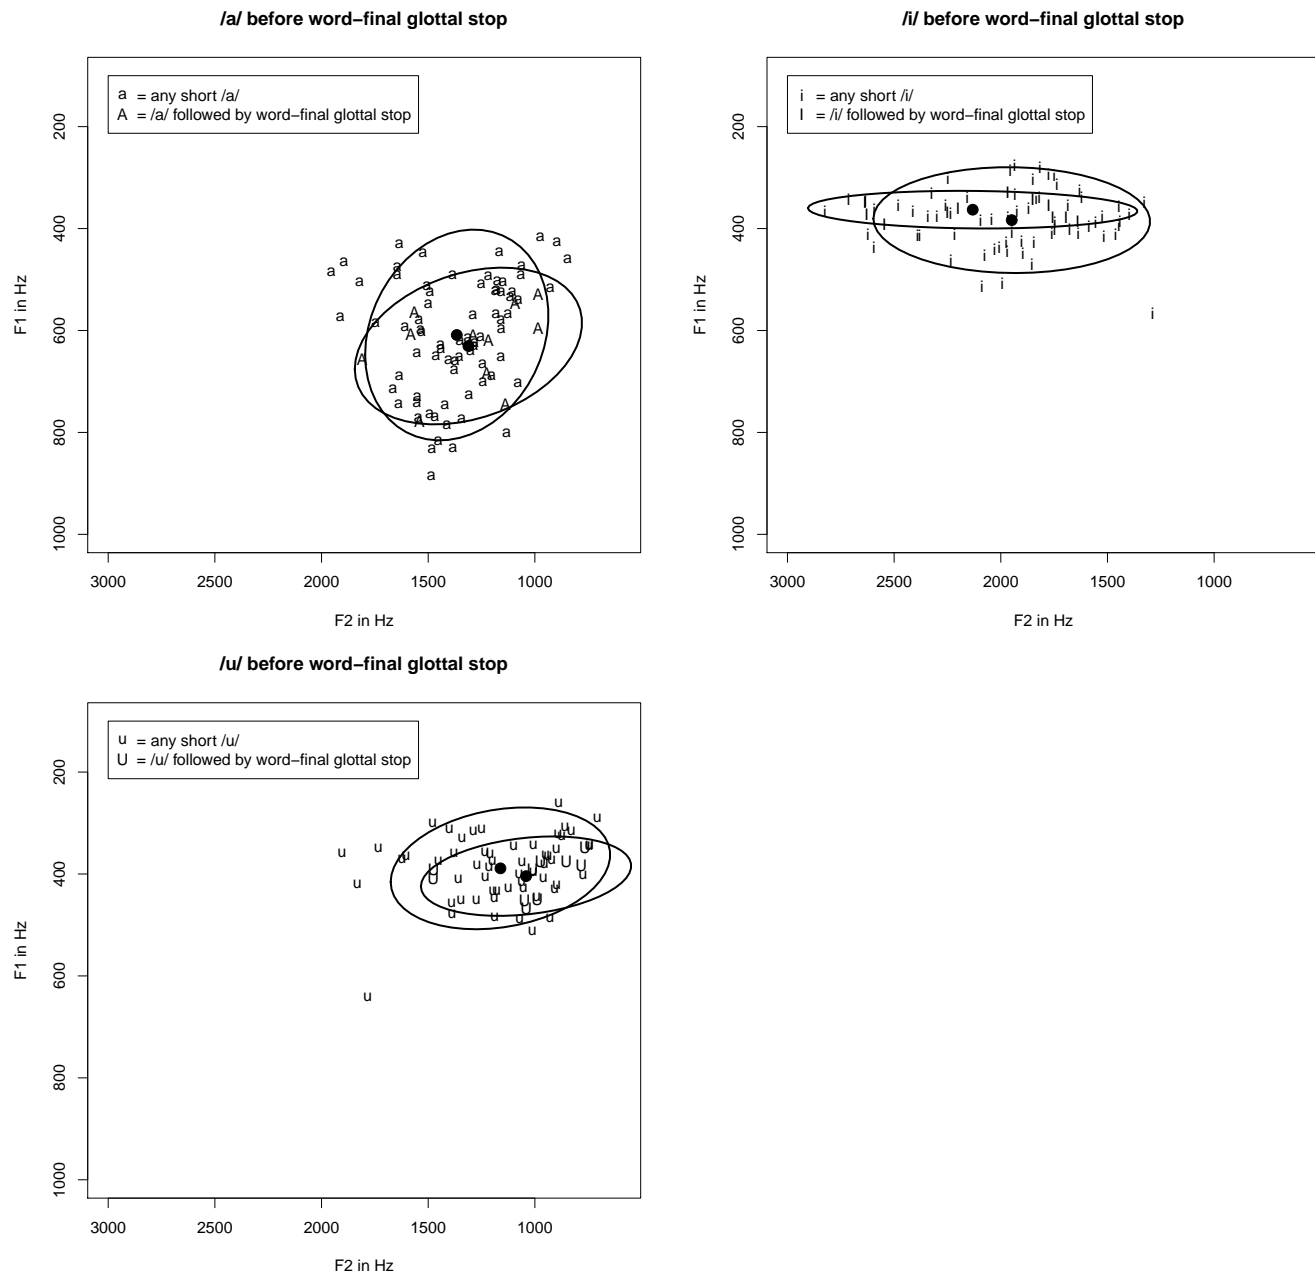 /a/ before word−final glottal stop
a = any short /a/
A = /a/ followed by word−final glottal stop
200
400
600
800
1000
F1 in Hz
3000 2500 2000 1500 1000
F2 in Hz
/i/ before word−final glottal stop
i = any short /i/
I = /i/ followed by word−final glottal stop
200
400
600
800
1000
F1 in Hz
3000 2500 2000 1500 1000
F2 in Hz
/u/ before word−final glottal stop
u = any short /u/
U = /u/ followed by word−final glottal stop
200
400
600
800
1000
F1 in Hz
3000 2500 2000 1500 1000
F2 in Hz